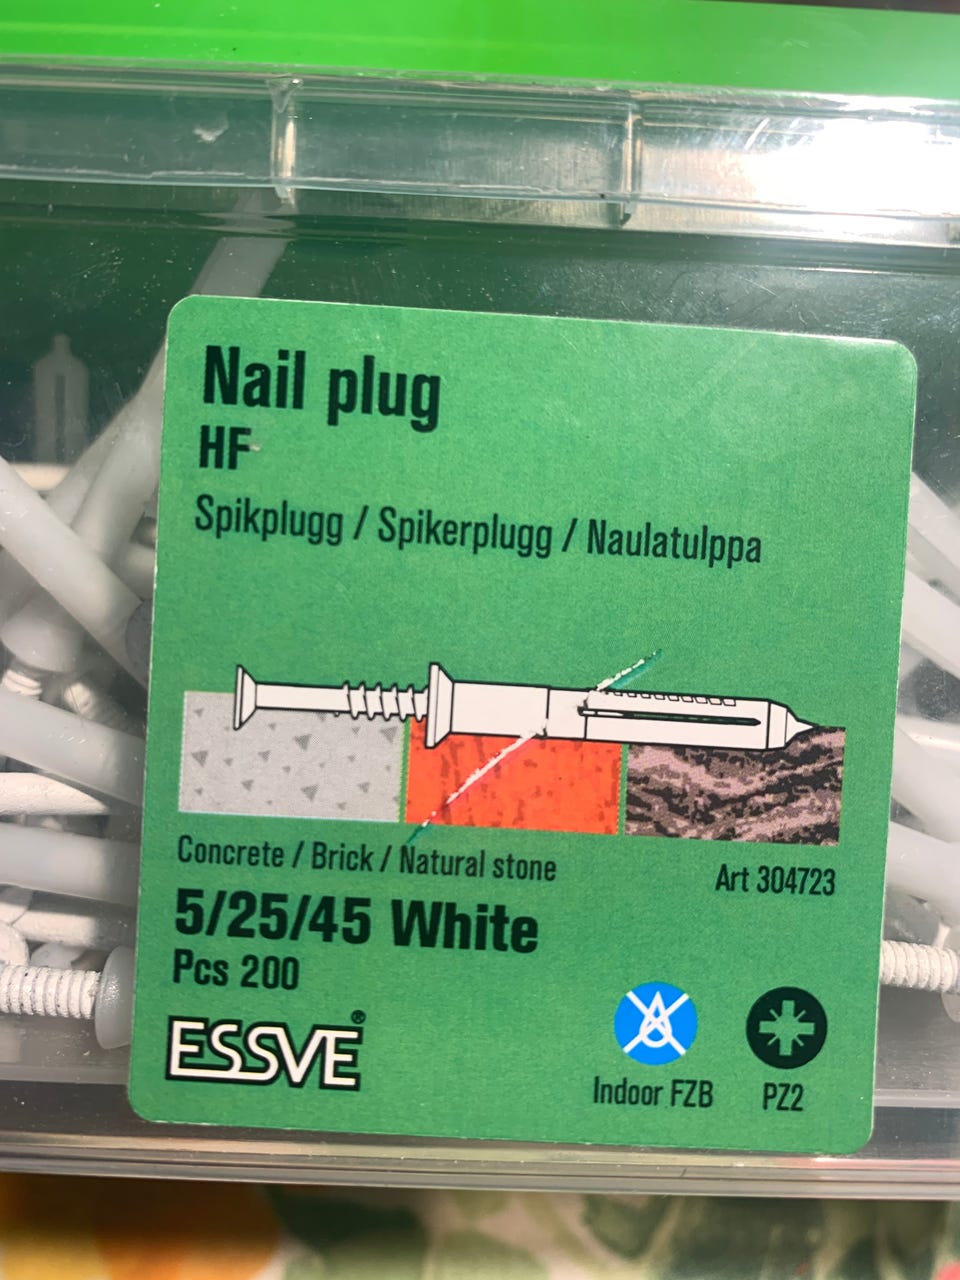 Nail plug
HF
Spikplugg / Spikerplugg / Naulatulppa
Concrete / Brick / Natural stone
Art 304723
5/25/45 White
Pcs 200
ESSVE®
Indoor FZB
PZ2